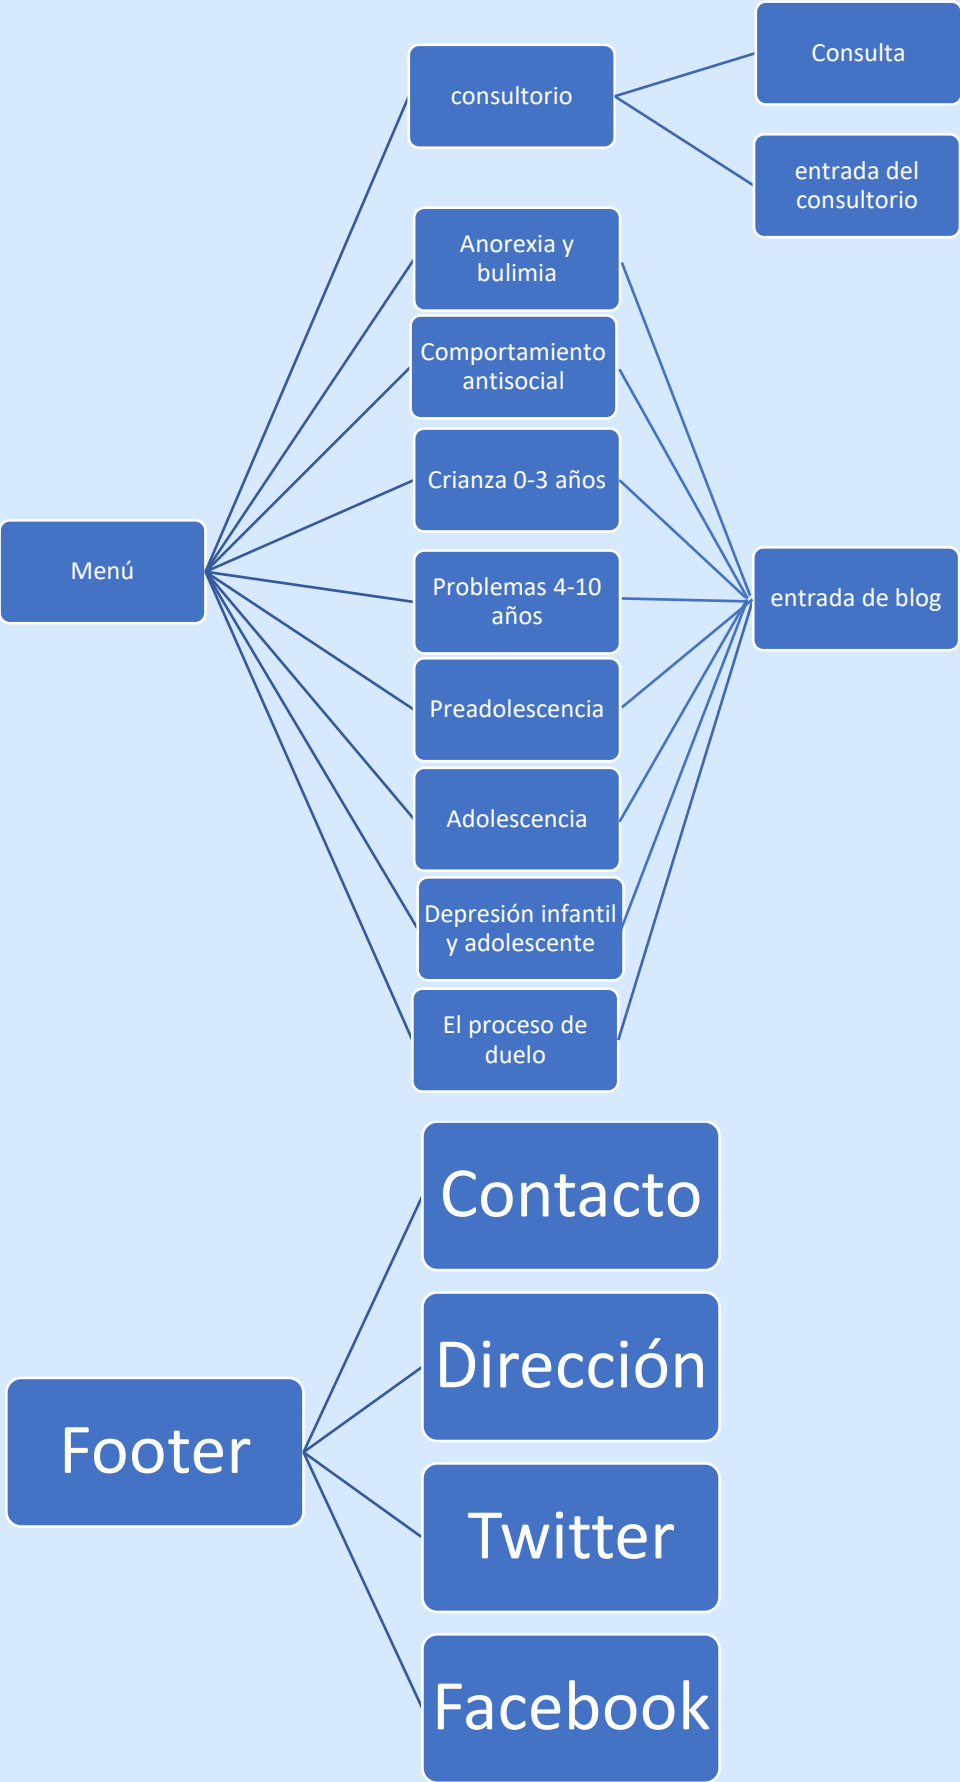 Consulta
consultorio
entrada del
consultorio
Anorexia y
bulimia
Comportamiento
antisocial
Crianza 0-3 años
Menú
Problemas 4-10
años
entrada de blog
Preadolescencia
Adolescencia
Depresión infantil
y adolescente
El proceso de
duelo
Contacto
Dirección
Footer
Twitter
Facebook